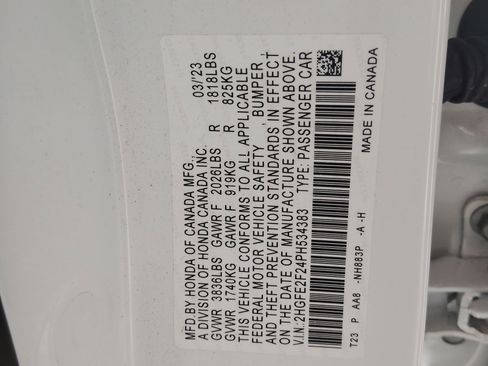 MFD.BY HONDA OF CANADA MFG., 03/'23
A DIVISION OF HONDA CANADA INC.
GVWR 3836LBS GAWR F 2026LBS R 1818LBS
GVWR 1740KG GAWR F 919KG R 825KG
THIS VEHICLE CONFORMS TO ALL APPLICABLE
FEDERAL MOTOR VEHICLE SAFETY , BUMPER ,
AND THEFT PREVENTION STANDARDS IN EFFECT
ON THE DATE OF MANUFACTURE SHOWN ABOVE.
V.I.N.:2HGFE2F24PH534383 TYPE: PASSENGER CAR
T23 P AA8 -NH883P -A -H MADE IN CANADA